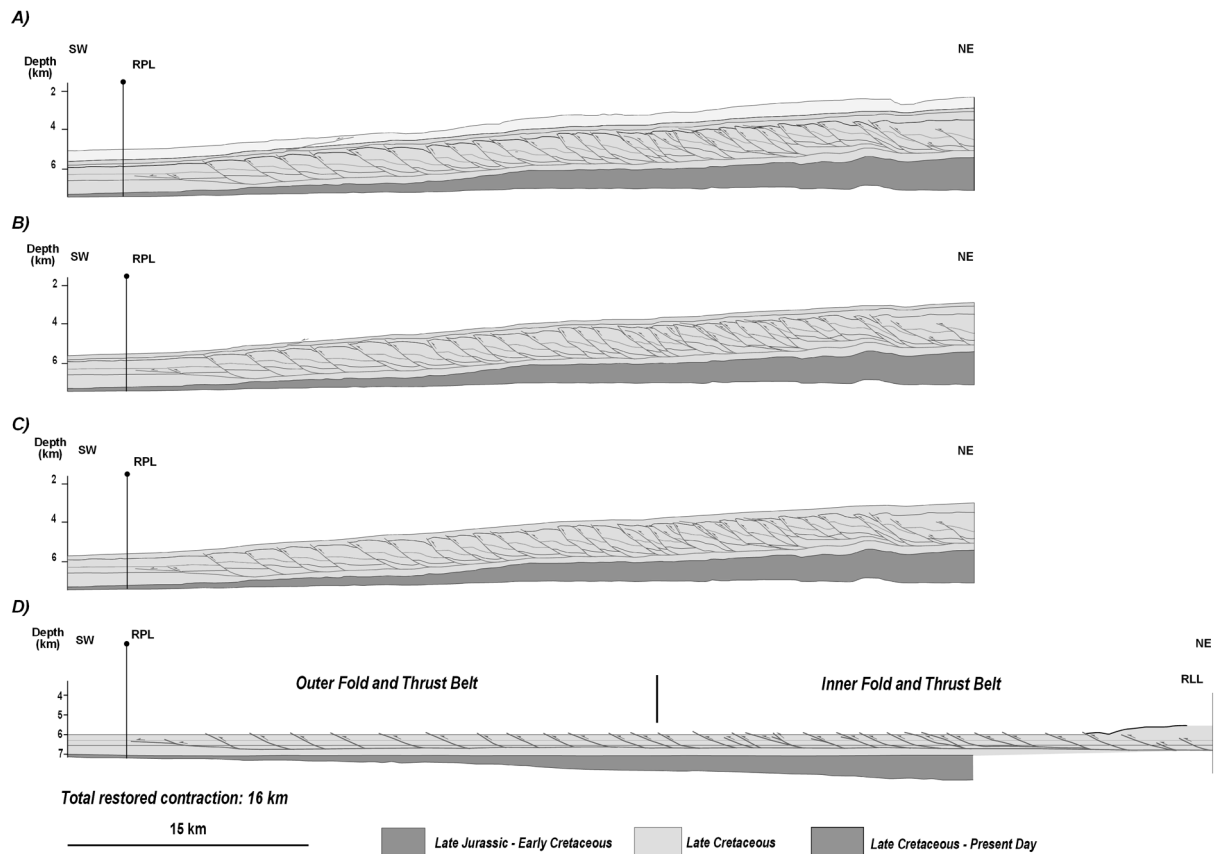 A)
SW
NE
Depth
(km)
RPL
2
4
6
B)
SW
NE
Depth
(km)
RPL
2
4
6
C)
SW
NE
Depth
(km)
RPL
2
4
6
D)
SW
NE
Depth
(km)
RPL
Outer Fold and Thrust Belt
Inner Fold and Thrust Belt
RLL
4
5
6
7
Total restored contraction: 16 km
15 km
Late Jurassic - Early Cretaceous
Late Cretaceous
Late Cretaceous - Present Day